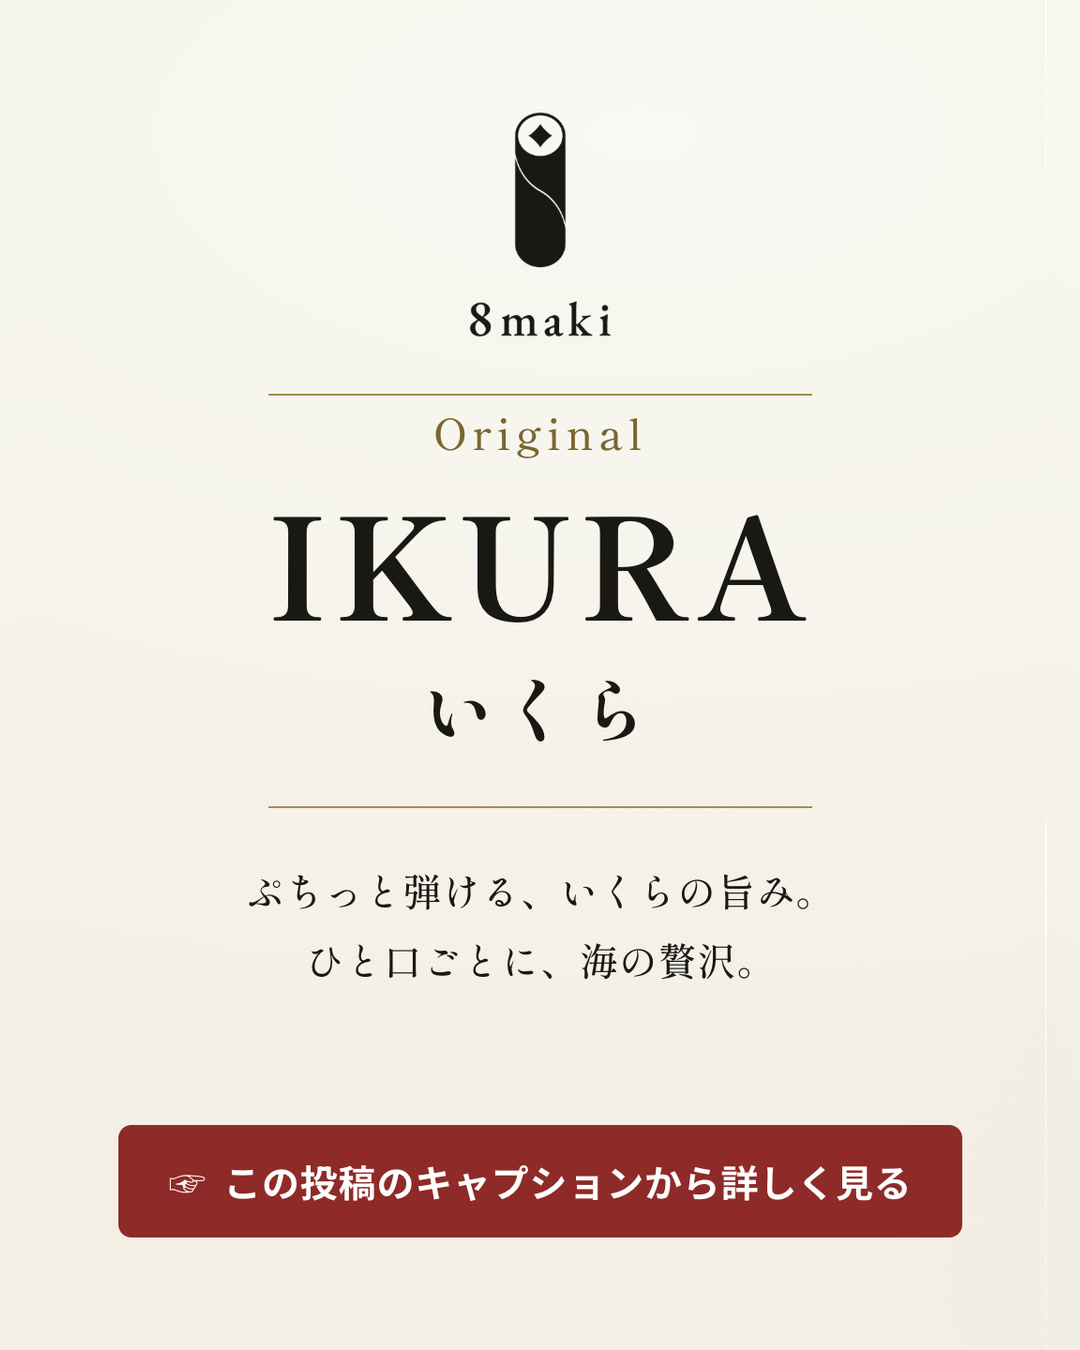 8maki
Original
IKURA
いくら
ぷちっと弾ける、いくらの旨み。
ひと口ごとに、海の贅沢。
☞ この投稿のキャプションから詳しく見る